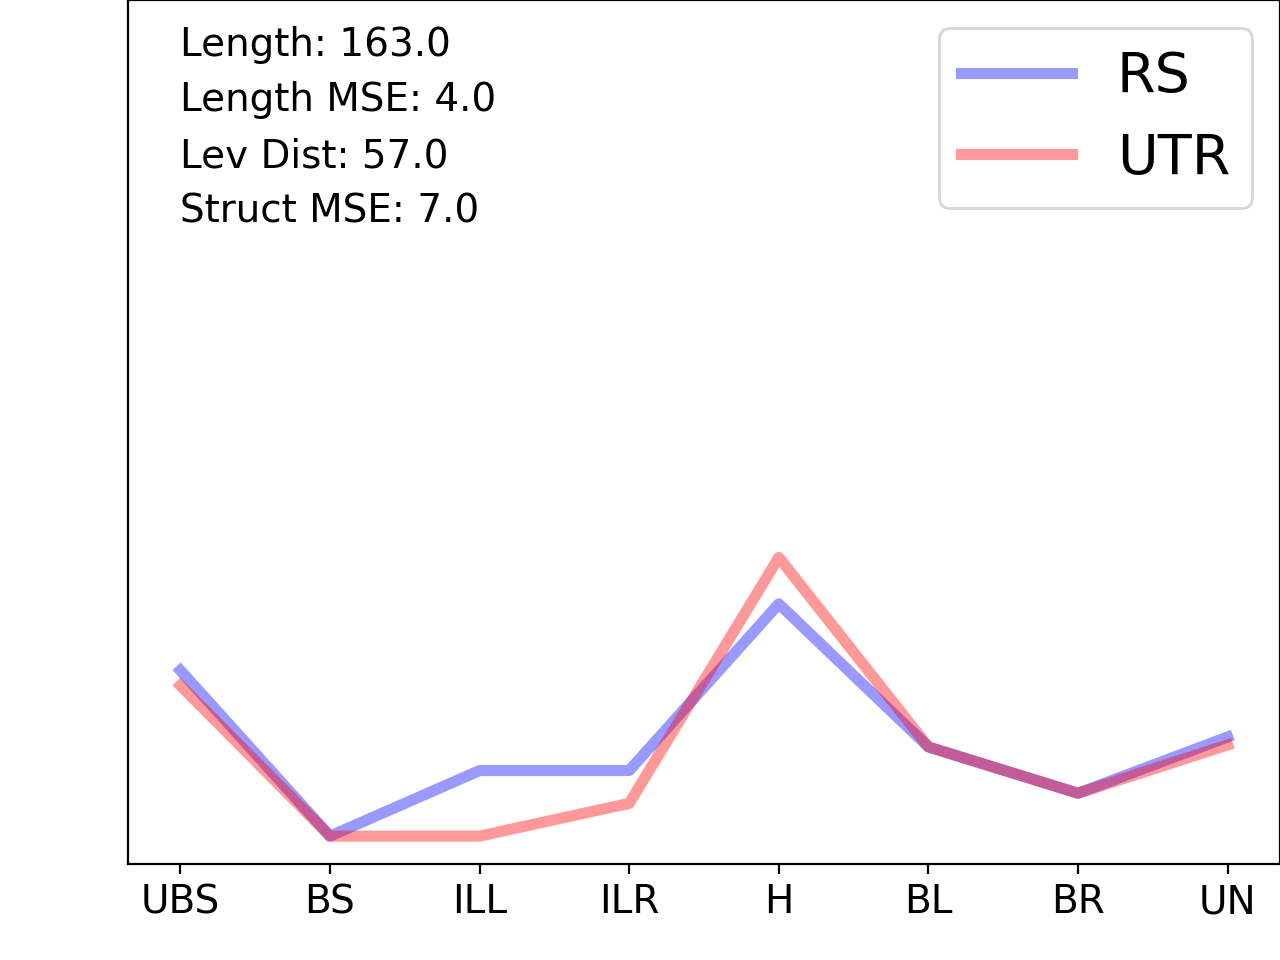 Length: 163.0
Length MSE: 4.0
Lev Dist: 57.0
Struct MSE: 7.0
RS
UTR
UBS BS ILL ILR H BL BR UN